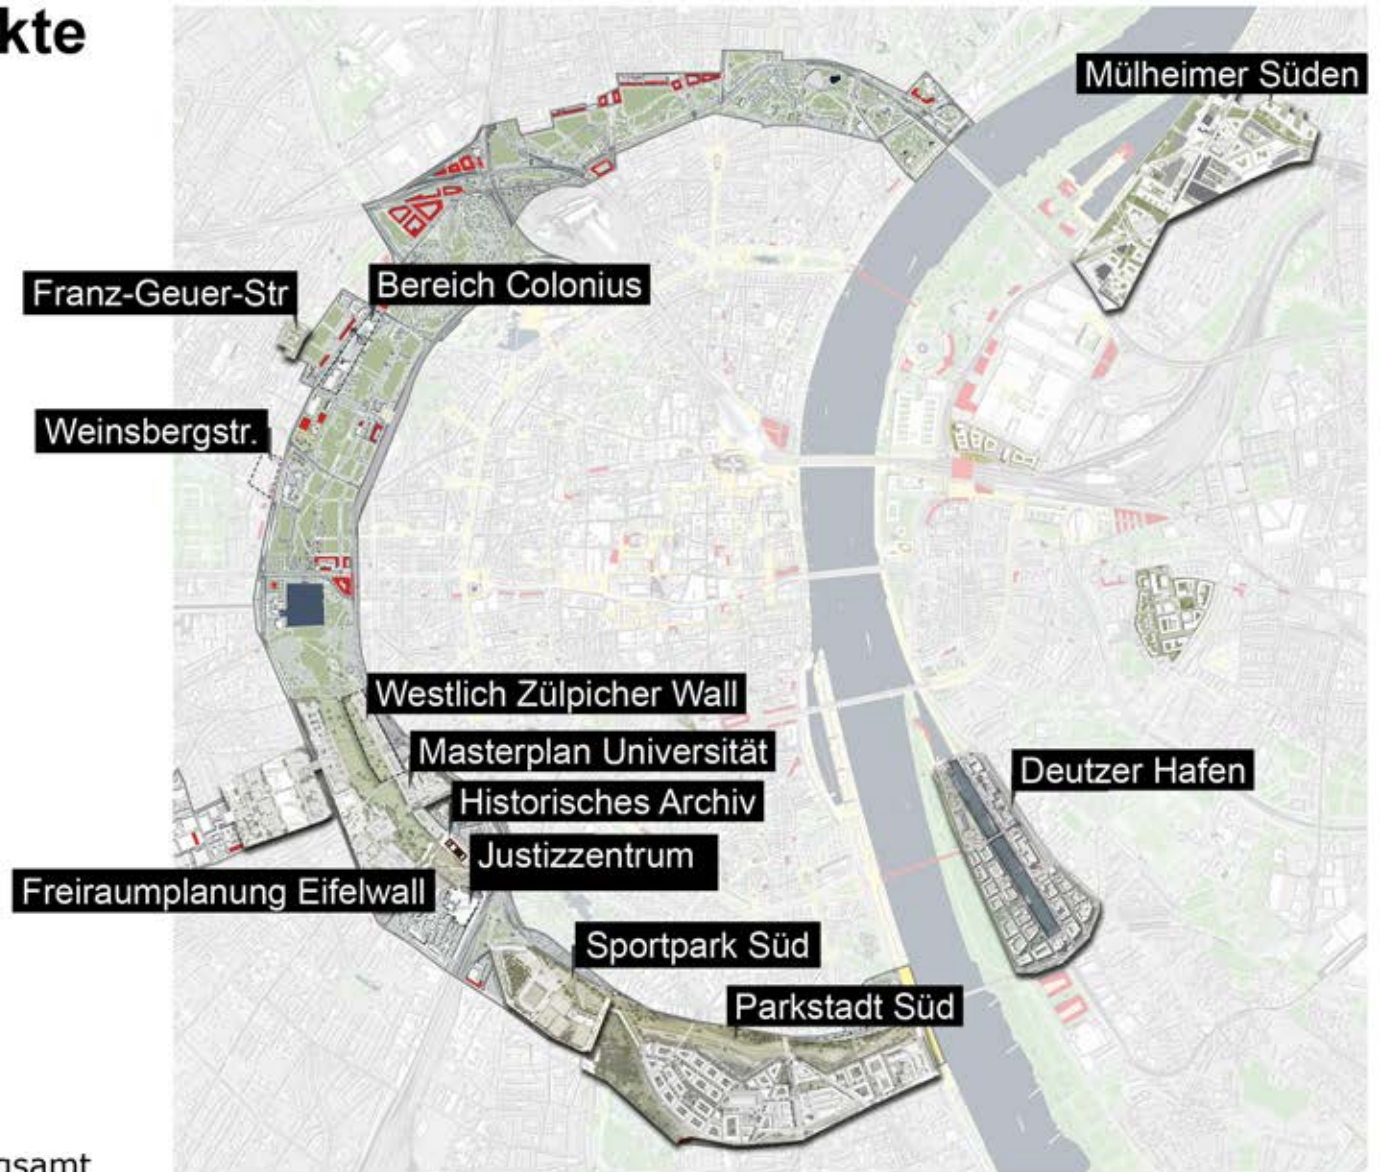 kte
Mülheimer Süden
Franz-Geuer-Str
Bereich Colonius
Weinsbergstr.
Westlich Zülpicher Wall
Masterplan Universität
Deutzer Hafen
Historisches Archiv
Justizzentrum
Freiraumplanung Eifelwall
Sportpark Süd
Parkstadt Süd
gsamt